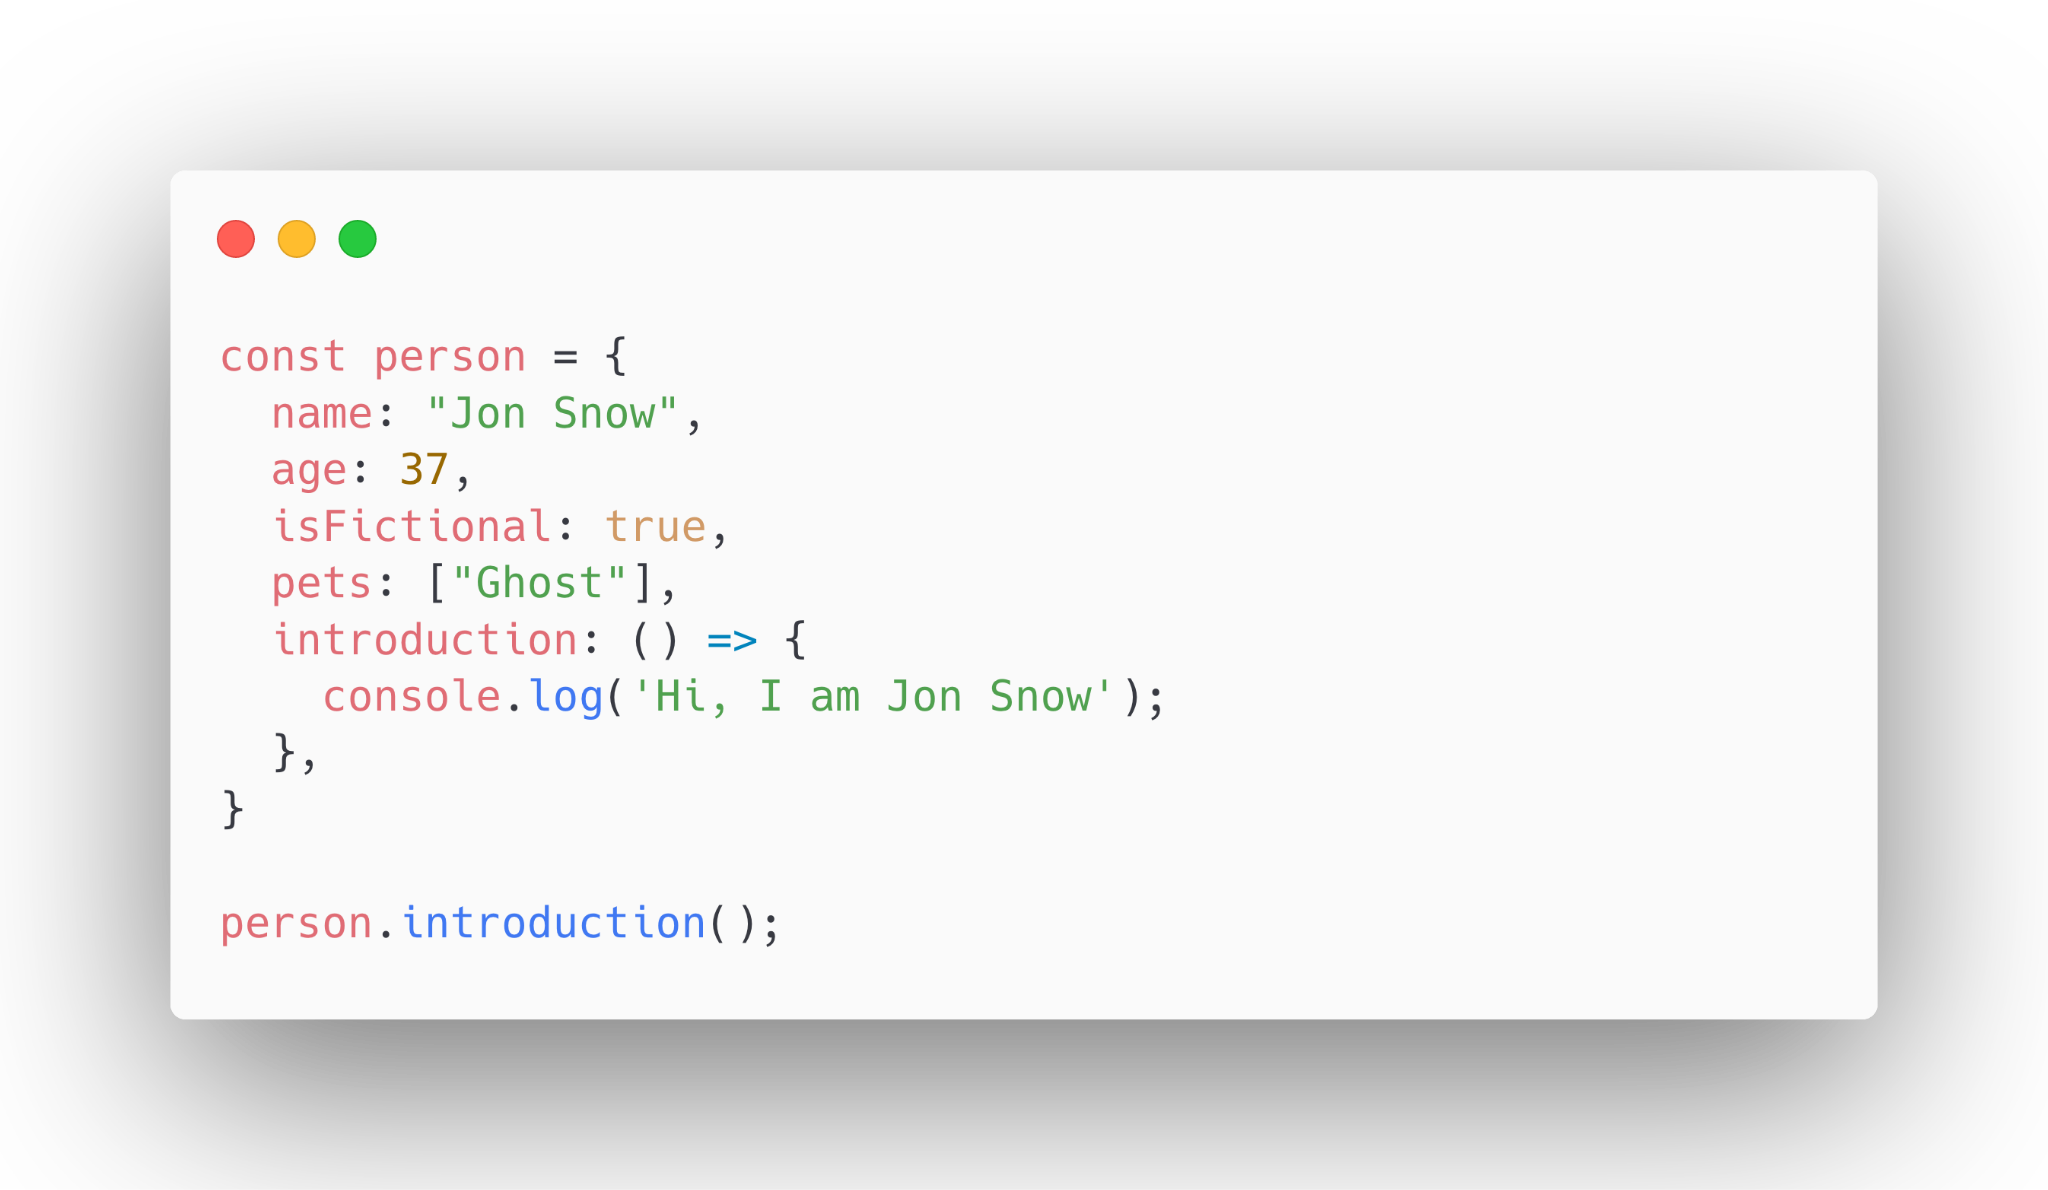 const person = {
  name: "Jon Snow",
  age: 37,
  isFictional: true,
  pets: ["Ghost"],
  introduction: () => {
    console.log('Hi, I am Jon Snow');
  },
}

person.introduction();